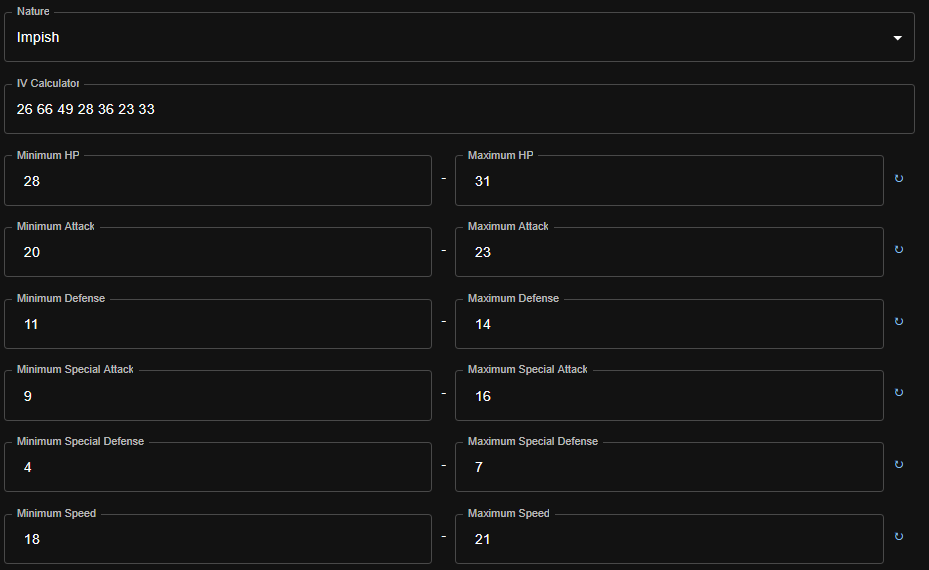 Nature
Impish
IV Calculator
26 66 49 28 36 23 33
Minimum HP
28
-
Maximum HP
31
↻
Minimum Attack
20
-
Maximum Attack
23
↻
Minimum Defense
11
-
Maximum Defense
14
↻
Minimum Special Attack
9
-
Maximum Special Attack
16
↻
Minimum Special Defense
4
-
Maximum Special Defense
7
↻
Minimum Speed
18
-
Maximum Speed
21
↻